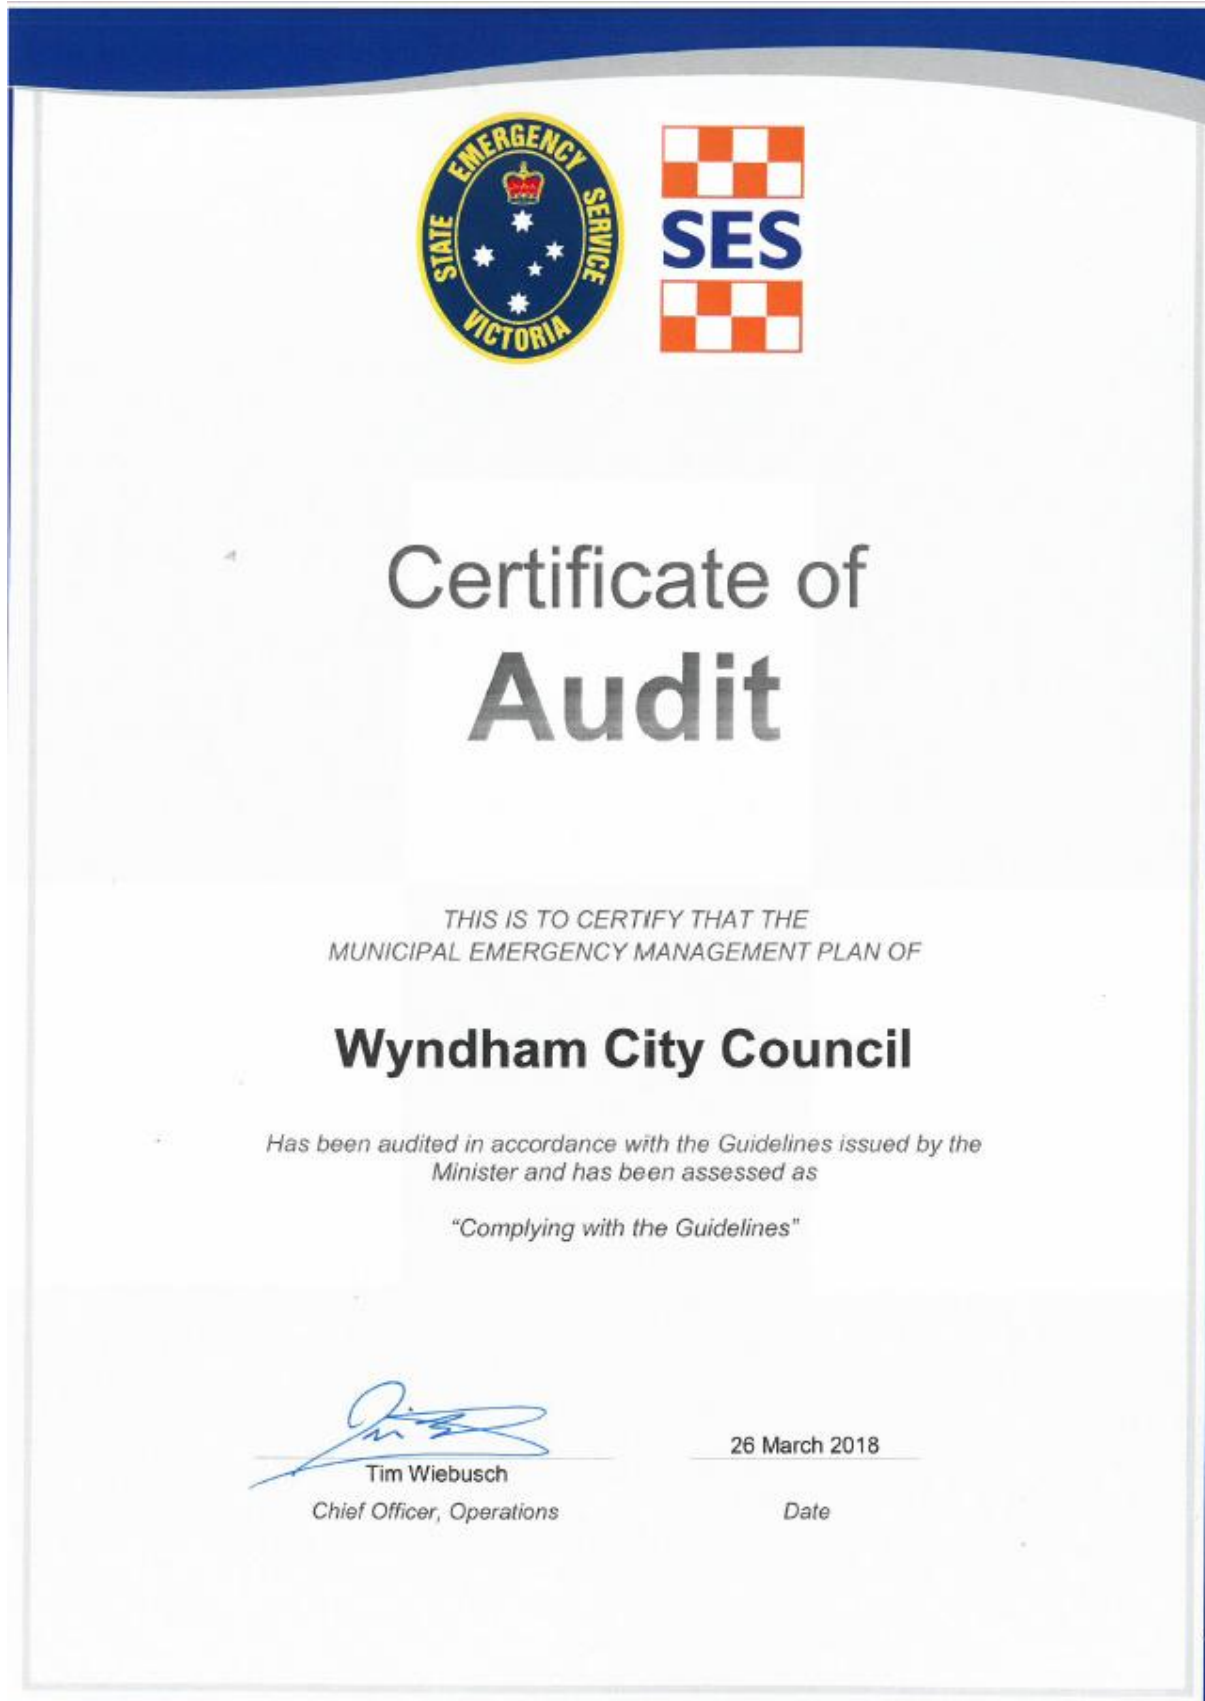 STATE EMERGENCY SERVICE
VICTORIA
SES
Certificate of
Audit
THIS IS TO CERTIFY THAT THE
MUNICIPAL EMERGENCY MANAGEMENT PLAN OF
Wyndham City Council
Has been audited in accordance with the Guidelines issued by the
Minister and has been assessed as
“Complying with the Guidelines”
26 March 2018
Tim Wiebusch
Chief Officer, Operations
Date